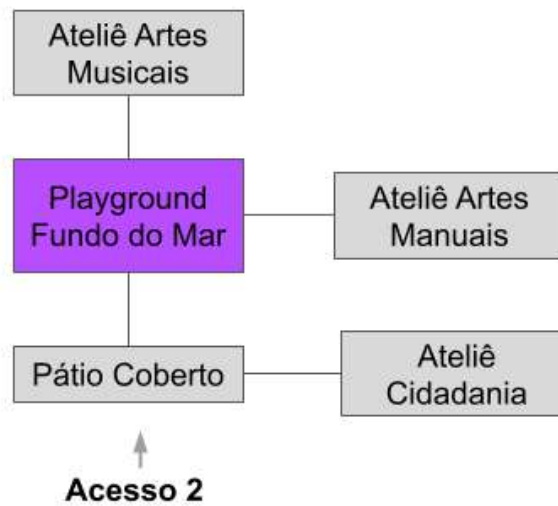 Ateliê Artes
Musicais
Playground
Fundo do Mar
Ateliê Artes
Manuais
Pátio Coberto
Ateliê
Cidadania
Acesso 2